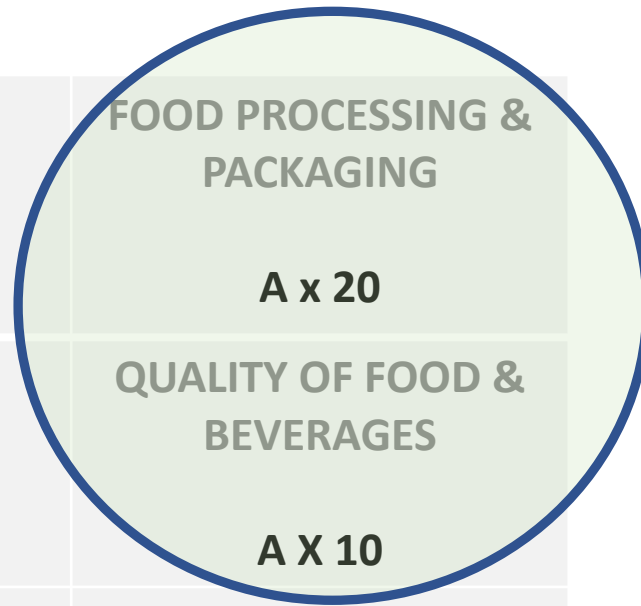 FOOD PROCESSING &
PACKAGING
A x 20
QUALITY OF FOOD &
BEVERAGES
A X 10